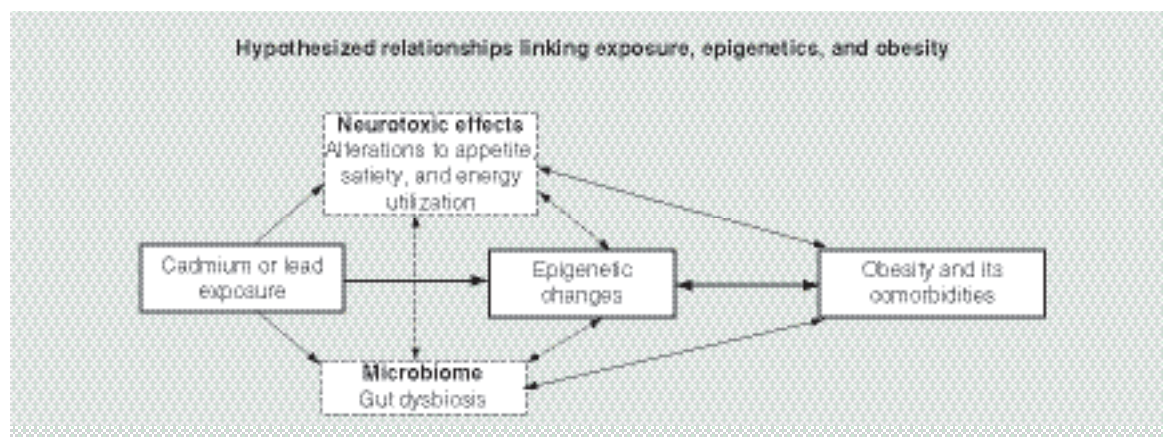 Hypothesized relationships linking exposure, epigenetics, and obesity
Neurotoxic effects
Alterations to appetite,
satiety, and energy
utilization
Cadmium or lead
exposure
Epigenetic
changes
Obesity and its
comorbidities
Microbiome
Gut dysbiosis